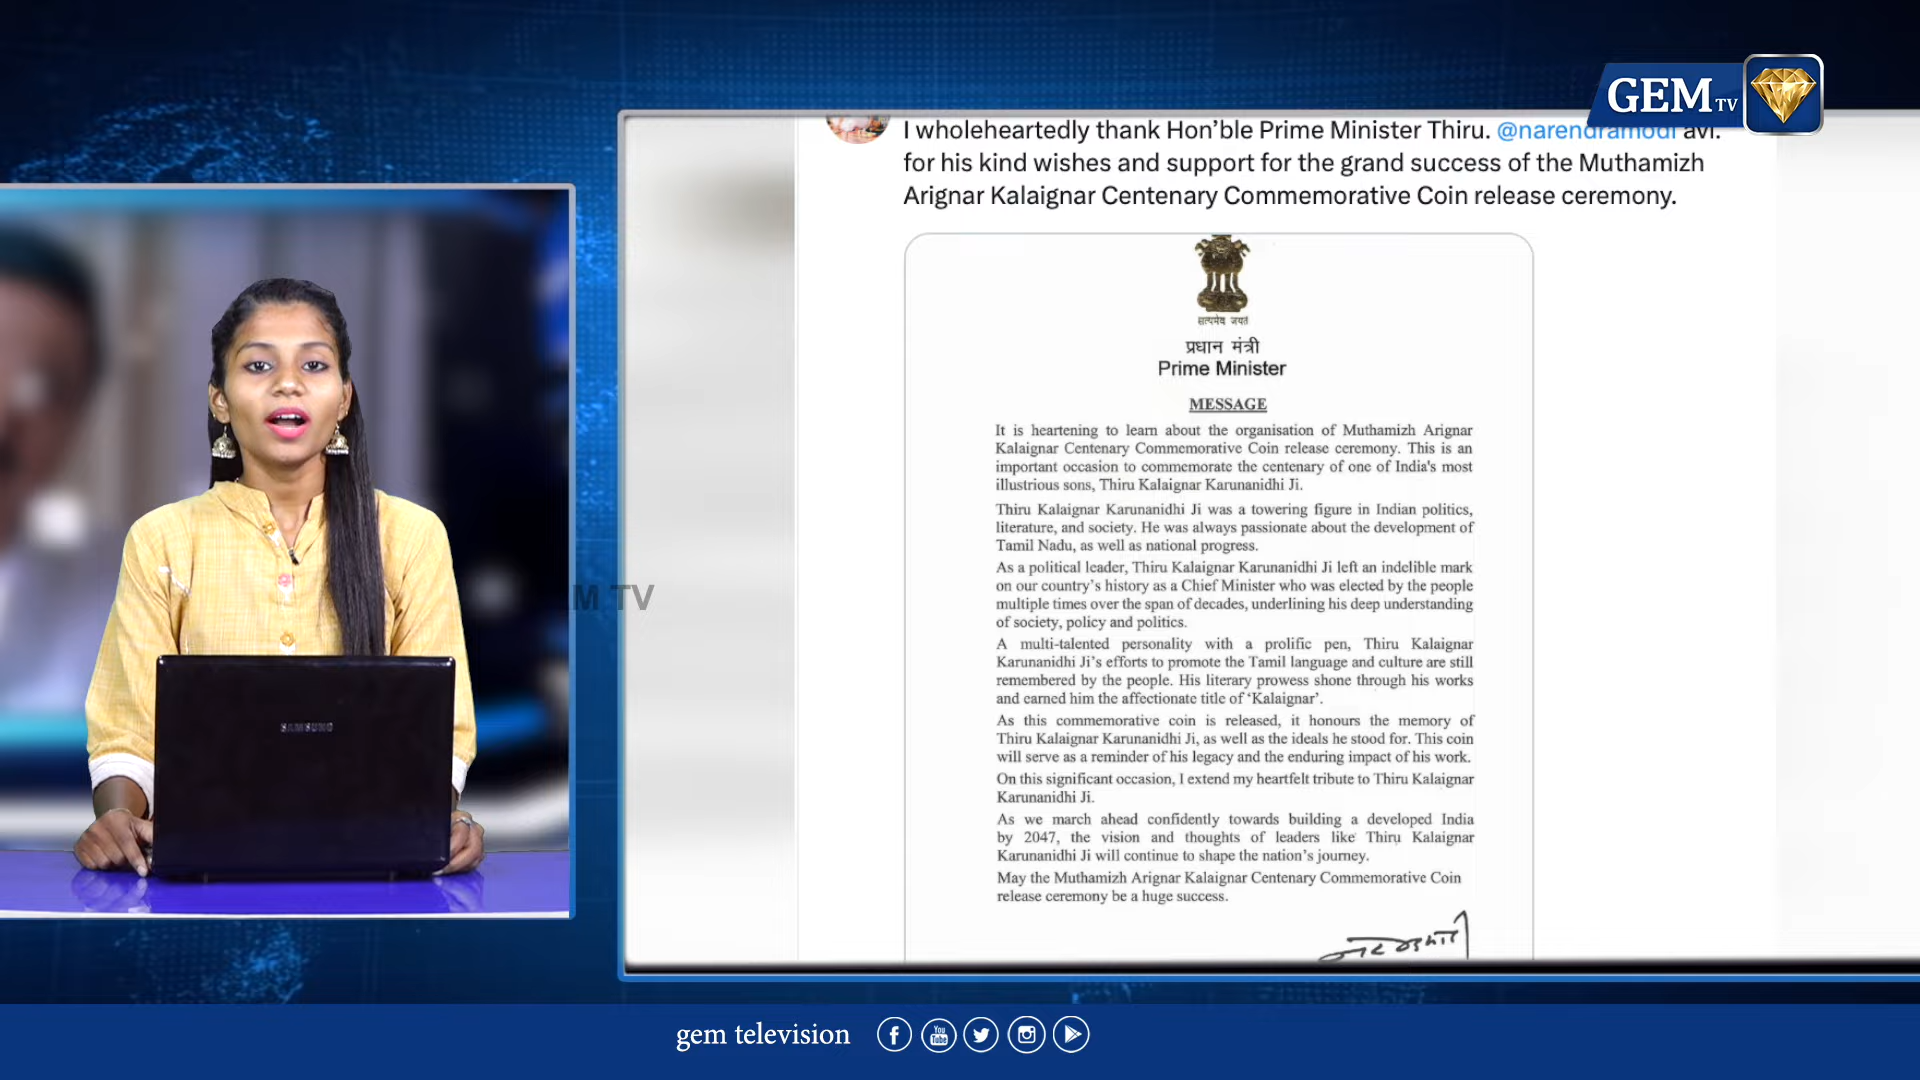 GEM TV
I wholeheartedly thank Hon’ble Prime Minister Thiru. @narendramodi avl.
for his kind wishes and support for the grand success of the Muthamizh
Arignar Kalaignar Centenary Commemorative Coin release ceremony.
सत्यमेव जयते
प्रधान मंत्री
Prime Minister
MESSAGE
It is heartening to learn about the organisation of Muthamizh Arignar
Kalaignar Centenary Commemorative Coin release ceremony. This is an
important occasion to commemorate the centenary of one of India's most
illustrious sons, Thiru Kalaignar Karunanidhi Ji.
Thiru Kalaignar Karunanidhi Ji was a towering figure in Indian politics,
literature, and society. He was always passionate about the development of
Tamil Nadu, as well as national progress.
As a political leader, Thiru Kalaignar Karunanidhi Ji left an indelible mark
on our country's history as a Chief Minister who was elected by the people
multiple times over the span of decades, underlining his deep understanding
of society, policy and politics.
A multi-talented personality with a prolific pen, Thiru Kalaignar
Karunanidhi Ji's efforts to promote the Tamil language and culture are still
remembered by the people. His literary prowess shone through his works
and earned him the affectionate title of 'Kalaignar'.
As this commemorative coin is released, it honours the memory of
Thiru Kalaignar Karunanidhi Ji, as well as the ideals he stood for. This coin
will serve as a reminder of his legacy and the enduring impact of his work.
On this significant occasion, I extend my heartfelt tribute to Thiru Kalaignar
Karunanidhi Ji.
As we march ahead confidently towards building a developed India
by 2047, the vision and thoughts of leaders like Thiru Kalaignar
Karunanidhi Ji will continue to shape the nation's journey.
May the Muthamizh Arignar Kalaignar Centenary Commemorative Coin
release ceremony be a huge success.
SAMSUNG
M TV
gem television
You Tube